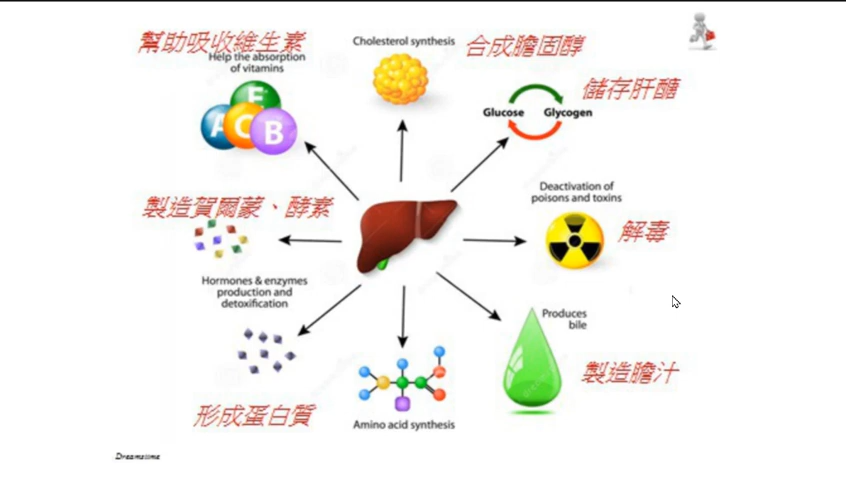 幫助吸收維生素
Help the absorption
of vitamins
E
A
C
B
Cholesterol synthesis
合成膽固醇
儲存肝醣
Glucose
Glycogen
Deactivation of
poisons and toxins
解毒
製造賀爾蒙、酵素
Hormones & enzymes
production and
detoxification
Produces
bile
製造膽汁
形成蛋白質
Amino acid synthesis
Dreamstime